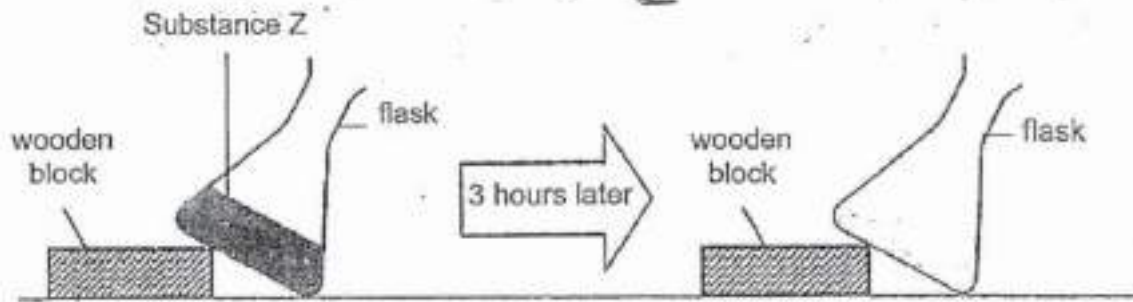 Substance Z
flask
wooden
block
3 hours later
wooden
block
flask